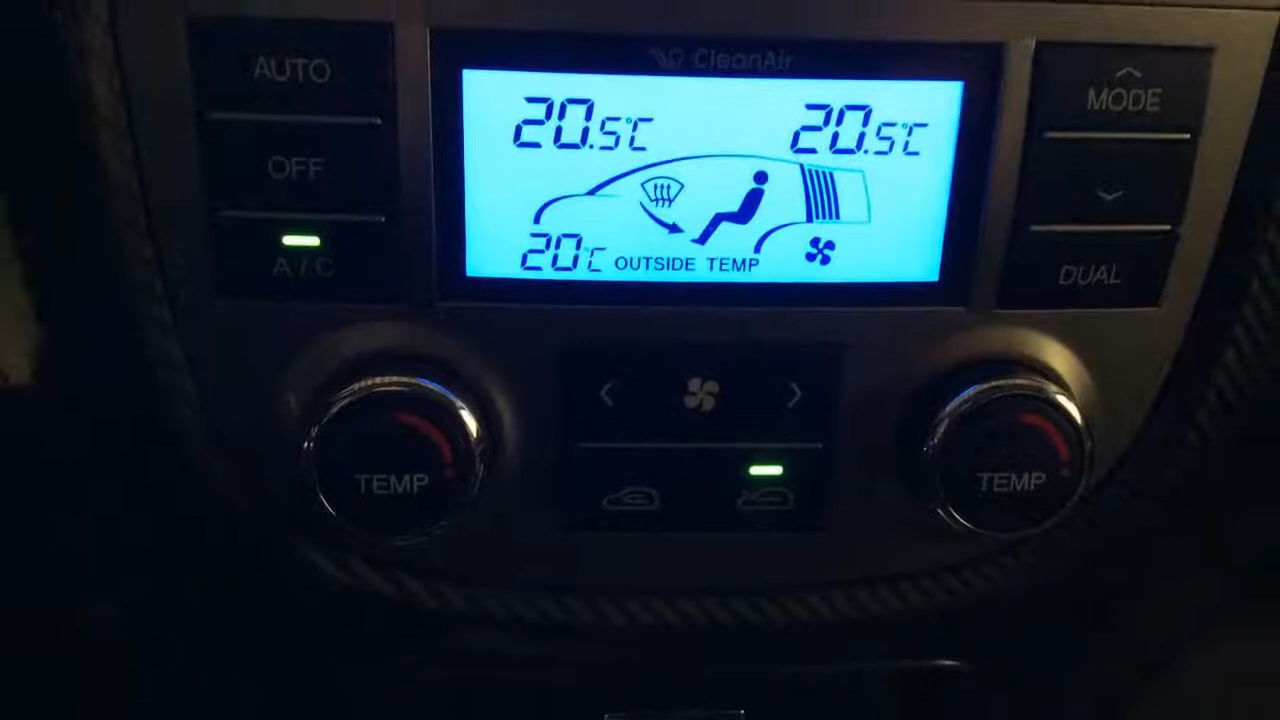 CleanAir
AUTO
OFF
A/C
20.5°C
20.5°C
20°C OUTSIDE TEMP
MODE
DUAL
TEMP
TEMP